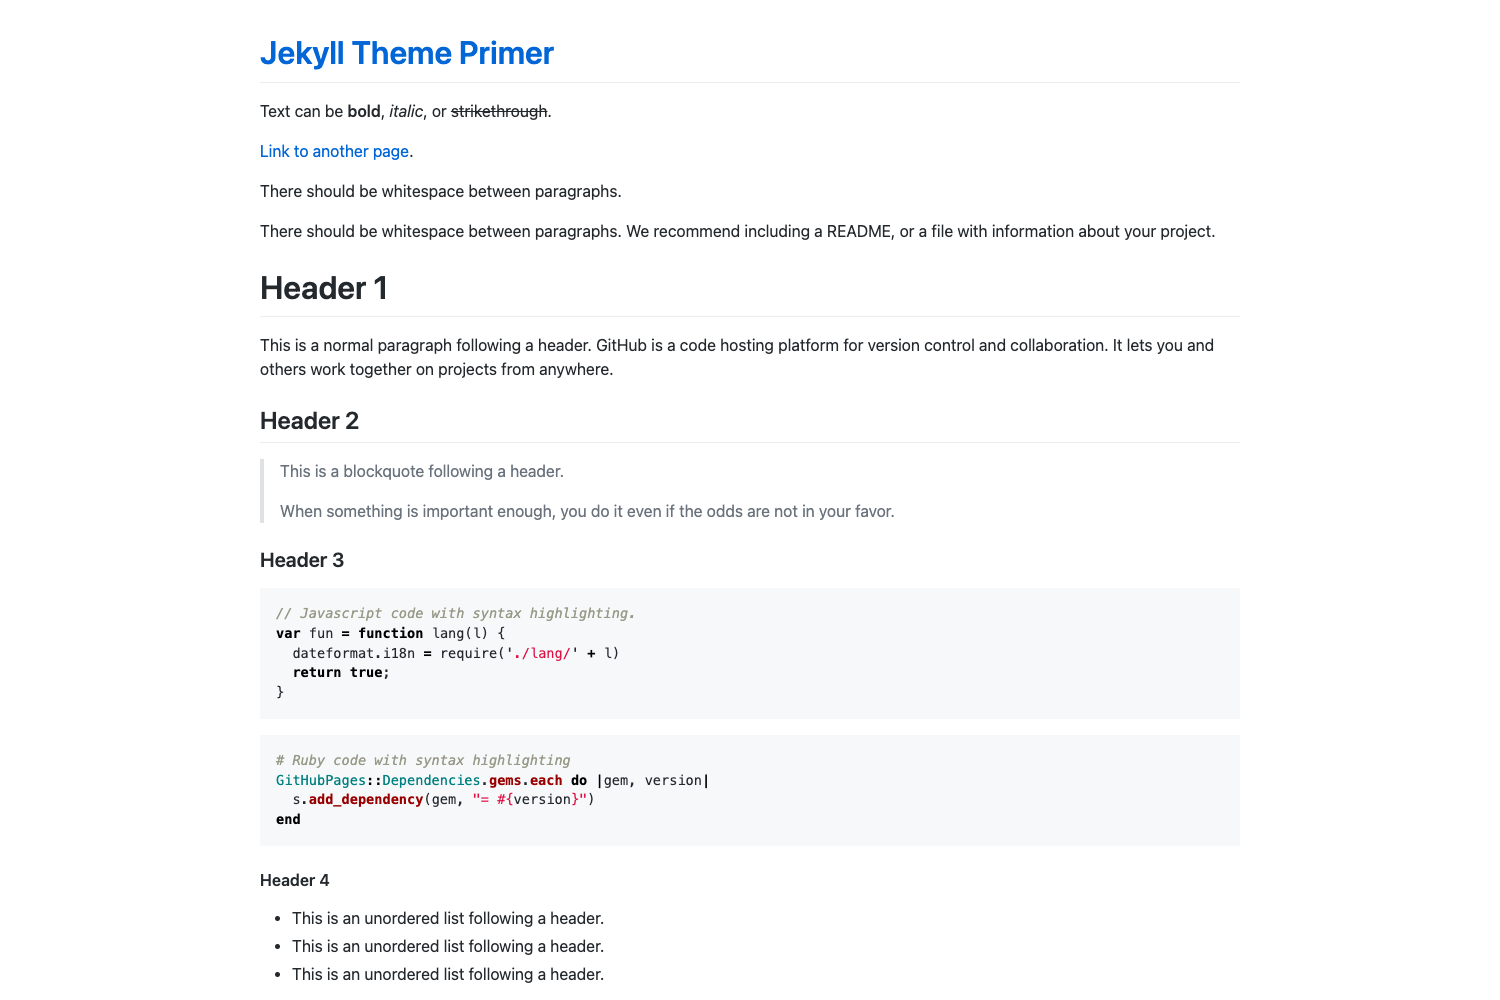 Jekyll Theme Primer
Text can be bold, italic, or strikethrough.
Link to another page.
There should be whitespace between paragraphs.
There should be whitespace between paragraphs. We recommend including a README, or a file with information about your project.
Header 1
This is a normal paragraph following a header. GitHub is a code hosting platform for version control and collaboration. It lets you and
others work together on projects from anywhere.
Header 2
This is a blockquote following a header.
When something is important enough, you do it even if the odds are not in your favor.
Header 3
// Javascript code with syntax highlighting.
var fun = function lang(l) {
  dateformat.i18n = require('./lang/' + l)
  return true;
}
# Ruby code with syntax highlighting
GitHubPages::Dependencies.gems.each do |gem, version|
  s.add_dependency(gem, "= #{version}")
end
Header 4
• This is an unordered list following a header.
• This is an unordered list following a header.
• This is an unordered list following a header.